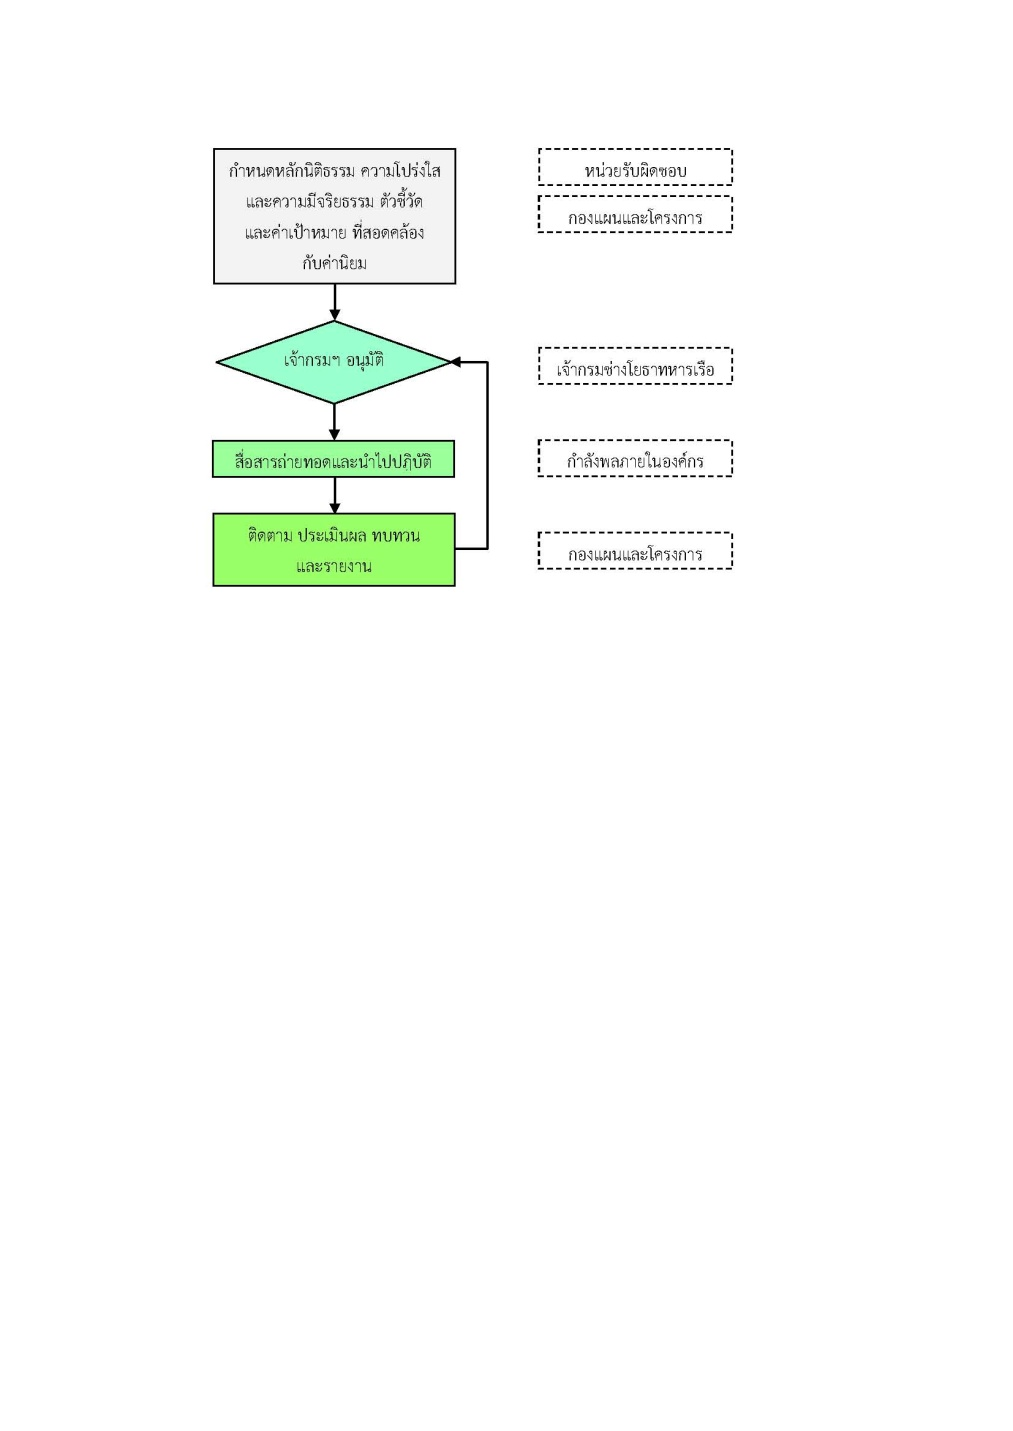 กำหนดหลักนิติธรรม ความโปร่งใส
และความมีจริยธรรม ตัวชี้วัด
และค่าเป้าหมาย ที่สอดคล้อง
กับค่านิยม
หน่วยรับผิดชอบ
กองแผนและโครงการ
เจ้ากรมฯ อนุมัติ
เจ้ากรมช่างโยธาทหารเรือ
สื่อสารถ่ายทอดและนำไปปฏิบัติ
กำลังพลภายในองค์กร
ติดตาม ประเมินผล ทบทวน
และรายงาน
กองแผนและโครงการ